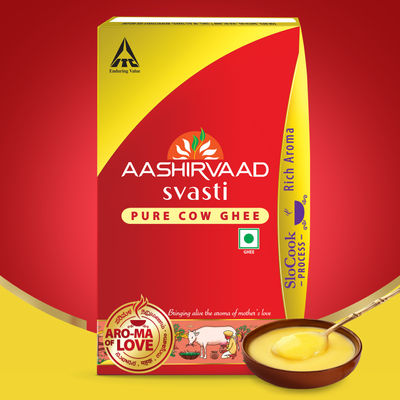 ITC
Enduring Value
AASHIRVAAD
svasti
PURE COW GHEE
GHEE
SloCook
PROCESS
Rich Aroma
Bringing alive the aroma of mother's love
ARO-MA
OF LOVE